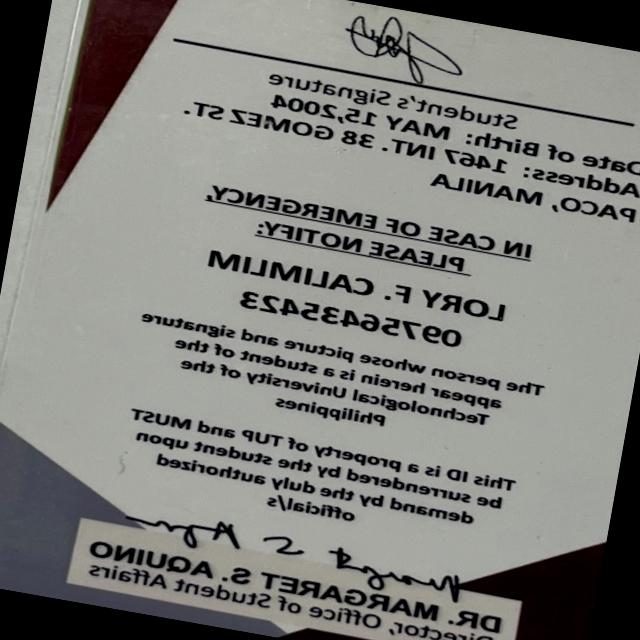 Student's Signature
Date of Birth: MAY 15,2004
Address: 1467 INT. 38 GOMEZ ST.
PACO, MANILA
IN CASE OF EMERGENCY,
PLEASE NOTIFY:
LORY F. CALIMLIM
09756435423
The person whose picture and signature
appear herein is a student of the
Technological University of the
Philippines
This ID is a property of TUP and MUST
be surrendered by the student upon
demand by the duly authorized
official/s
DR. MARGARET S. AQUINO
Director, Office of Student Affairs